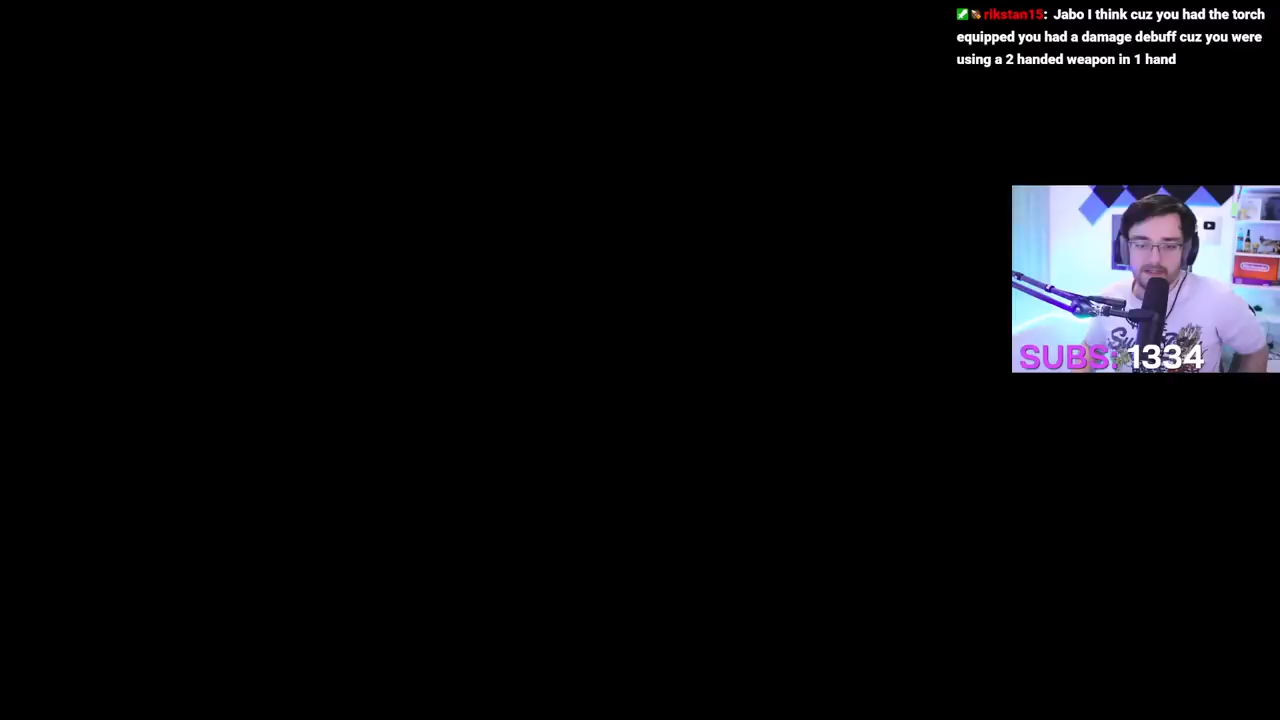 rikstan15: Jabo I think cuz you had the torch
equipped you had a damage debuff cuz you were
using a 2 handed weapon in 1 hand
SUBS: 1334